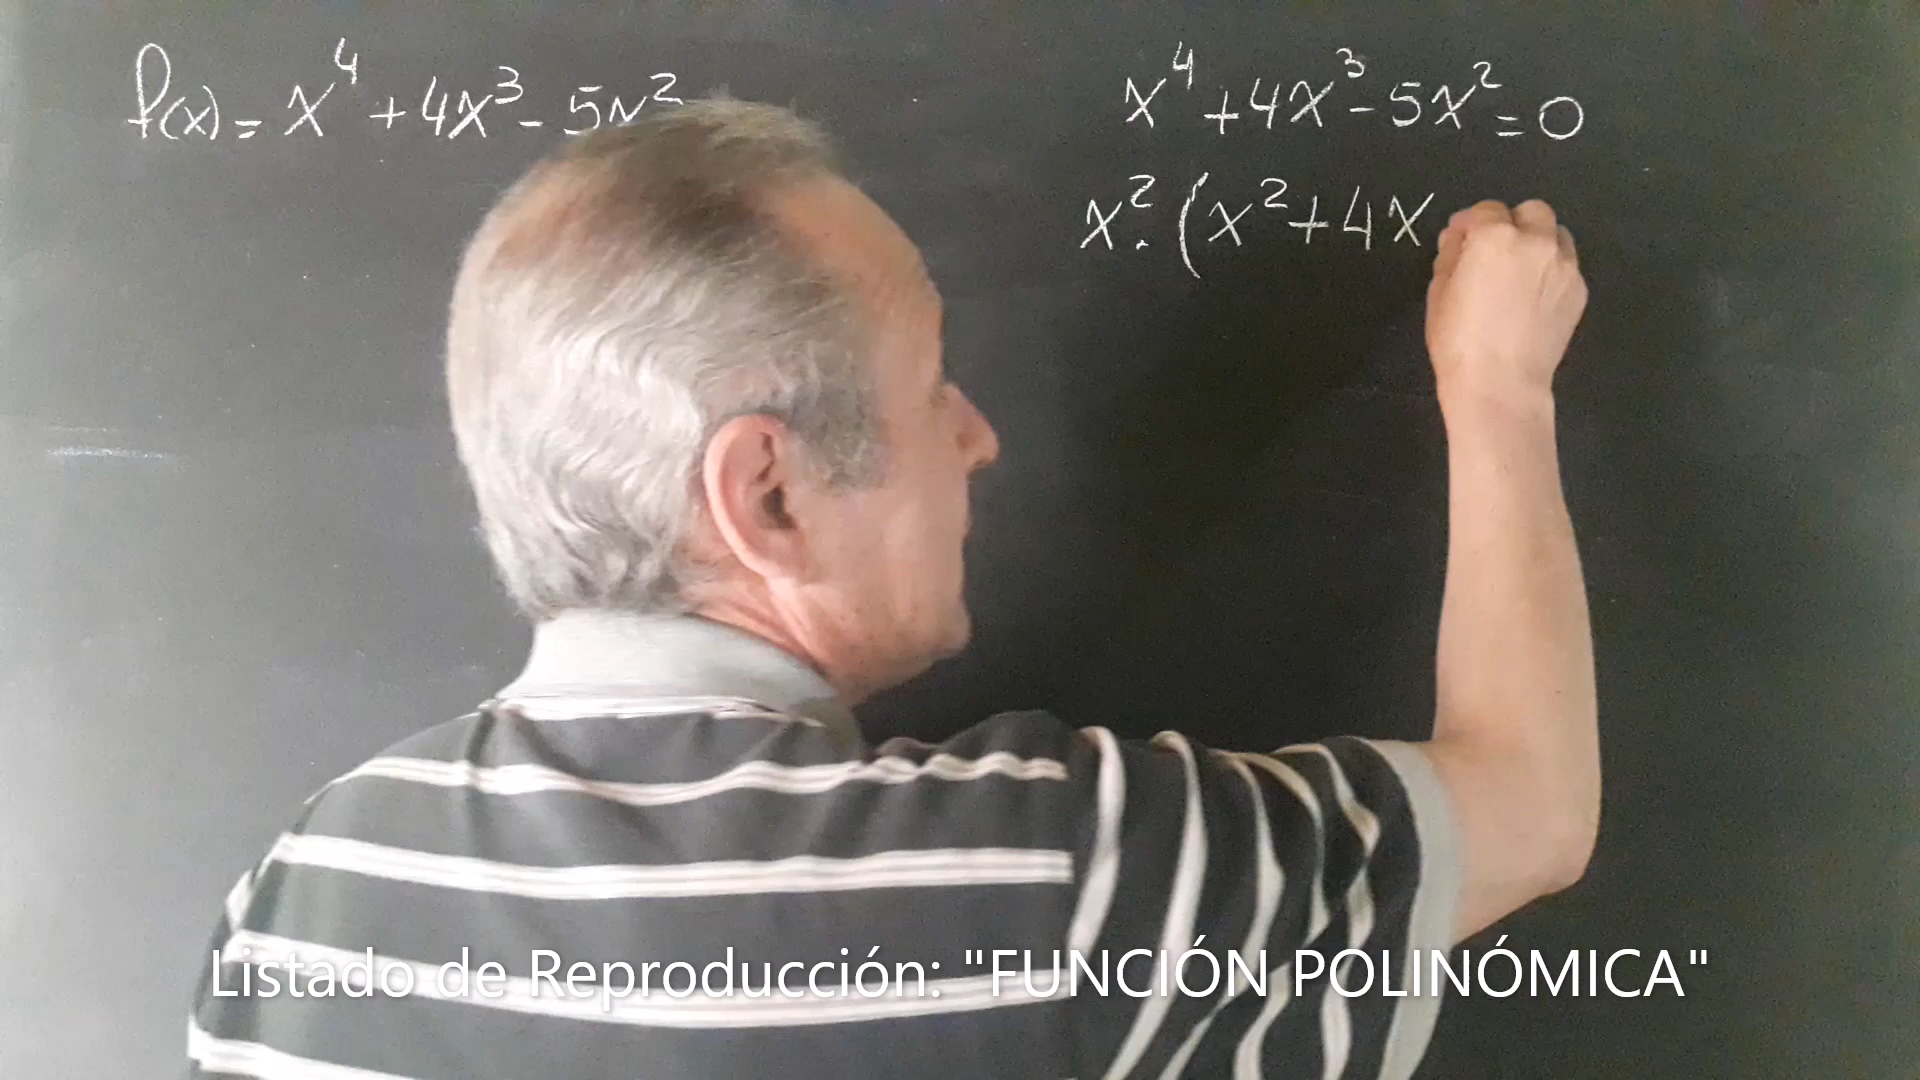 f(x) = x⁴ + 4x³ - 5x²
x⁴ + 4x³ - 5x² = 0
x² · (x² + 4x
Listado de Reproducción: "FUNCIÓN POLINÓMICA"